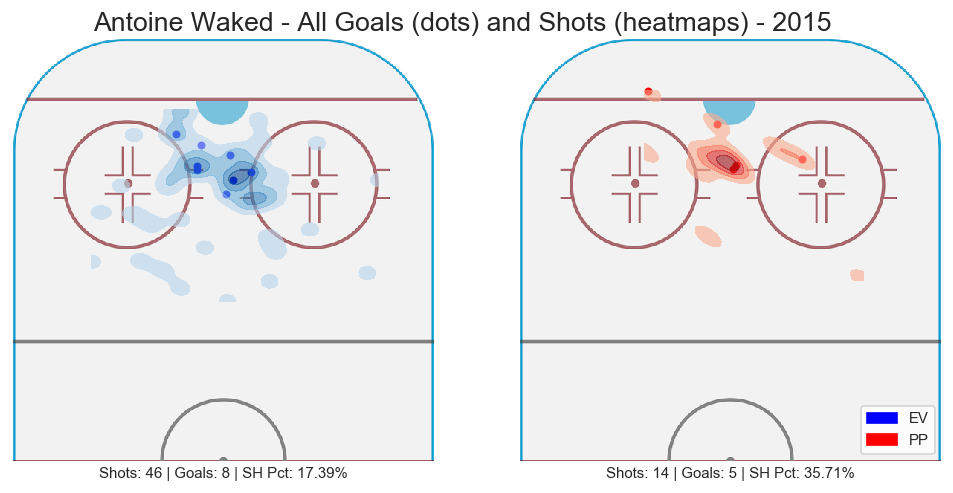 Antoine Waked - All Goals (dots) and Shots (heatmaps) - 2015
EV
PP
Shots: 46 | Goals: 8 | SH Pct: 17.39%
Shots: 14 | Goals: 5 | SH Pct: 35.71%